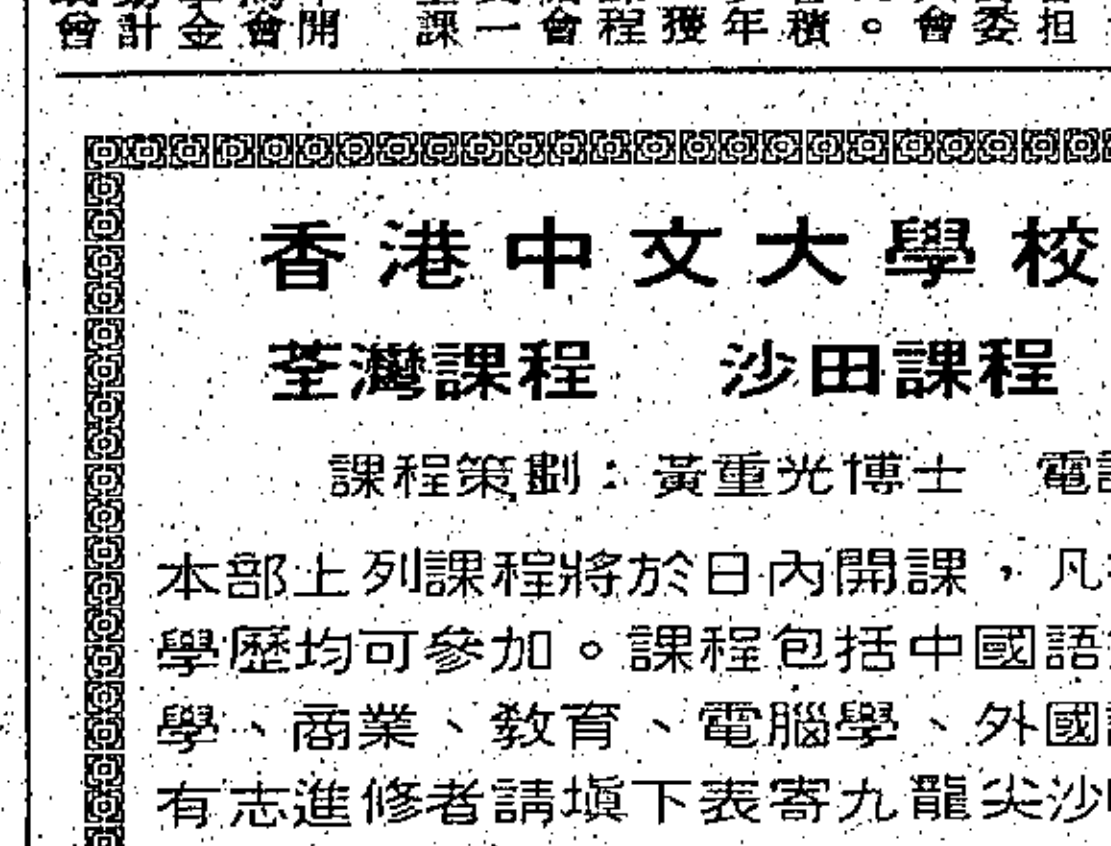 會計金會開　課一會程獲年積。會委担
香港中文大學校
荃灣課程　沙田課程
課程策劃：黃重光博士　電
本部上列課程將於日內開課，凡
學歷均可參加。課程包括中國語
學、商業、教育、電腦學、外國
有志進修者請填下表寄九龍尖沙